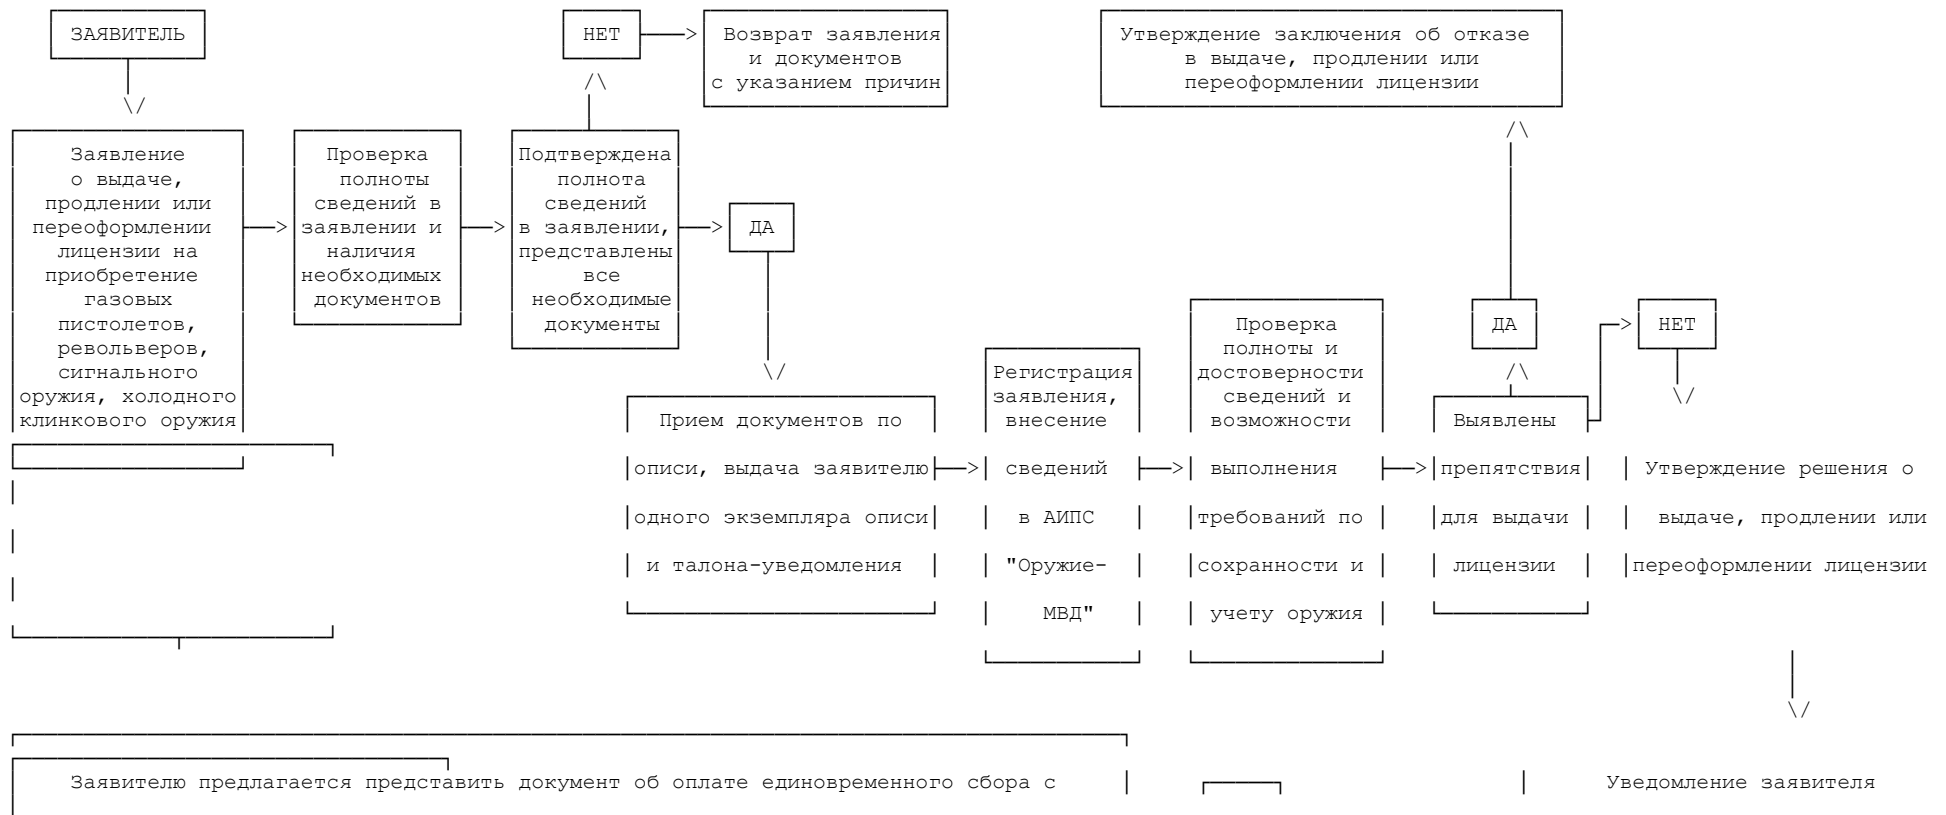 ЗАЯВИТЕЛЬ
НЕТ
Возврат заявления
и документов
с указанием причин
Утверждение заключения об отказе
в выдаче, продлении или
переоформлении лицензии
Заявление
о выдаче,
продлении или
переоформлении
лицензии на
приобретение
газовых
пистолетов,
револьверов,
сигнального
оружия, холодного
клинкового оружия
Проверка
полноты
сведений в
заявлении и
наличия
необходимых
документов
Подтверждена
полнота
сведений
в заявлении,
представлены
все
необходимые
документы
ДА
Прием документов по
описи, выдача заявителю
одного экземпляра описи
и талона-уведомления
Регистрация
заявления,
внесение
сведений
в АИПС
"Оружие-
МВД"
Проверка
полноты и
достоверности
сведений и
возможности
выполнения
требований по
сохранности и
учету оружия
Выявлены
препятствия
для выдачи
лицензии
ДА
НЕТ
Утверждение решения о
выдаче, продлении или
переоформлении лицензии
Заявителю предлагается представить документ об оплате единовременного сбора с
Уведомление заявителя